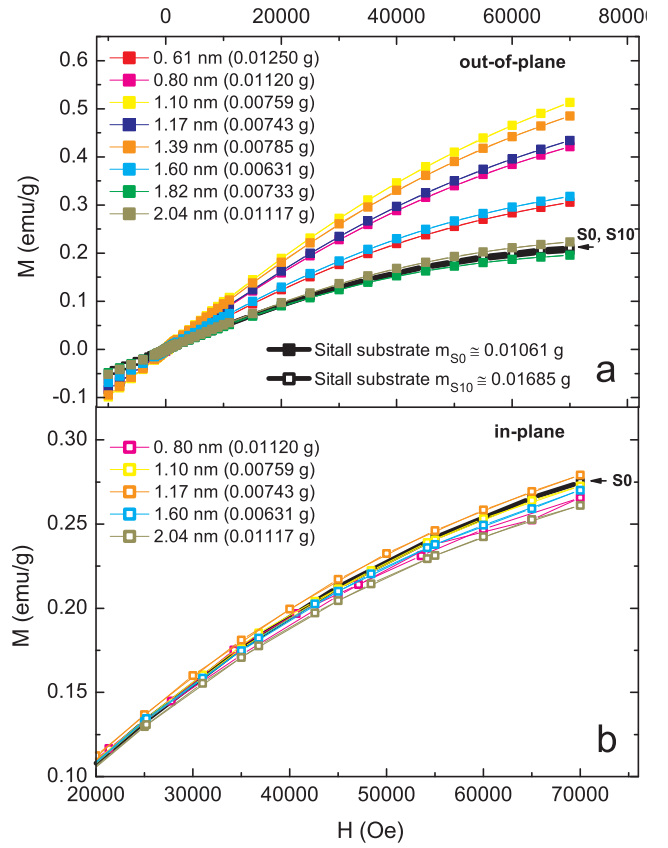 0 20000 40000 60000 80000
0.6
0.5
0.4
0.3
0.2
0.1
0.0
-0.1
M (emu/g)
out-of-plane
0. 61 nm (0.01250 g)
0.80 nm (0.01120 g)
1.10 nm (0.00759 g)
1.17 nm (0.00743 g)
1.39 nm (0.00785 g)
1.60 nm (0.00631 g)
1.82 nm (0.00733 g)
2.04 nm (0.01117 g)
S0, S10
Sitall substrate m_S0 ≅ 0.01061 g
Sitall substrate m_S10 ≅ 0.01685 g
a
0.30
0.25
0.20
0.15
0.10
M (emu/g)
in-plane
0. 80 nm (0.01120 g)
1.10 nm (0.00759 g)
1.17 nm (0.00743 g)
1.60 nm (0.00631 g)
2.04 nm (0.01117 g)
S0
b
20000 30000 40000 50000 60000 70000
H (Oe)